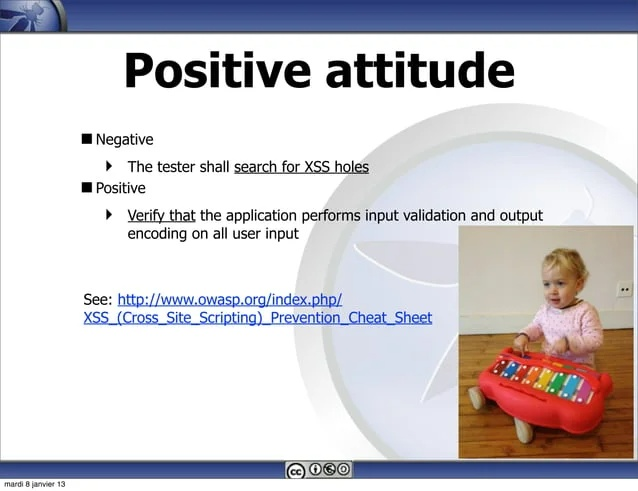 Positive attitude
Negative
The tester shall search for XSS holes
Positive
Verify that the application performs input validation and output
encoding on all user input
See: http://www.owasp.org/index.php/
XSS_(Cross_Site_Scripting)_Prevention_Cheat_Sheet
cc
mardi 8 janvier 13